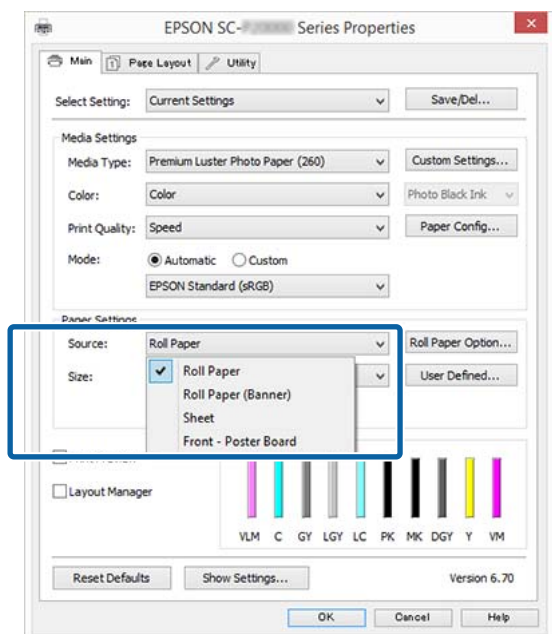 EPSON SC- Series Properties
Main Page Layout Utility
Select Setting: Current Settings Save/Del...
Media Settings
Media Type: Premium Luster Photo Paper (260) Custom Settings...
Color: Color Photo Black Ink
Print Quality: Speed Paper Config...
Mode: Automatic Custom
EPSON Standard (sRGB)
Paper Settings
Source: Roll Paper Roll Paper Option...
Size: User Defined...
Roll Paper
Roll Paper (Banner)
Sheet
Front - Poster Board
Layout Manager
VLM C GY LGY LC PK MK DGY Y VM
Reset Defaults Show Settings... Version 6.70
OK Cancel Help